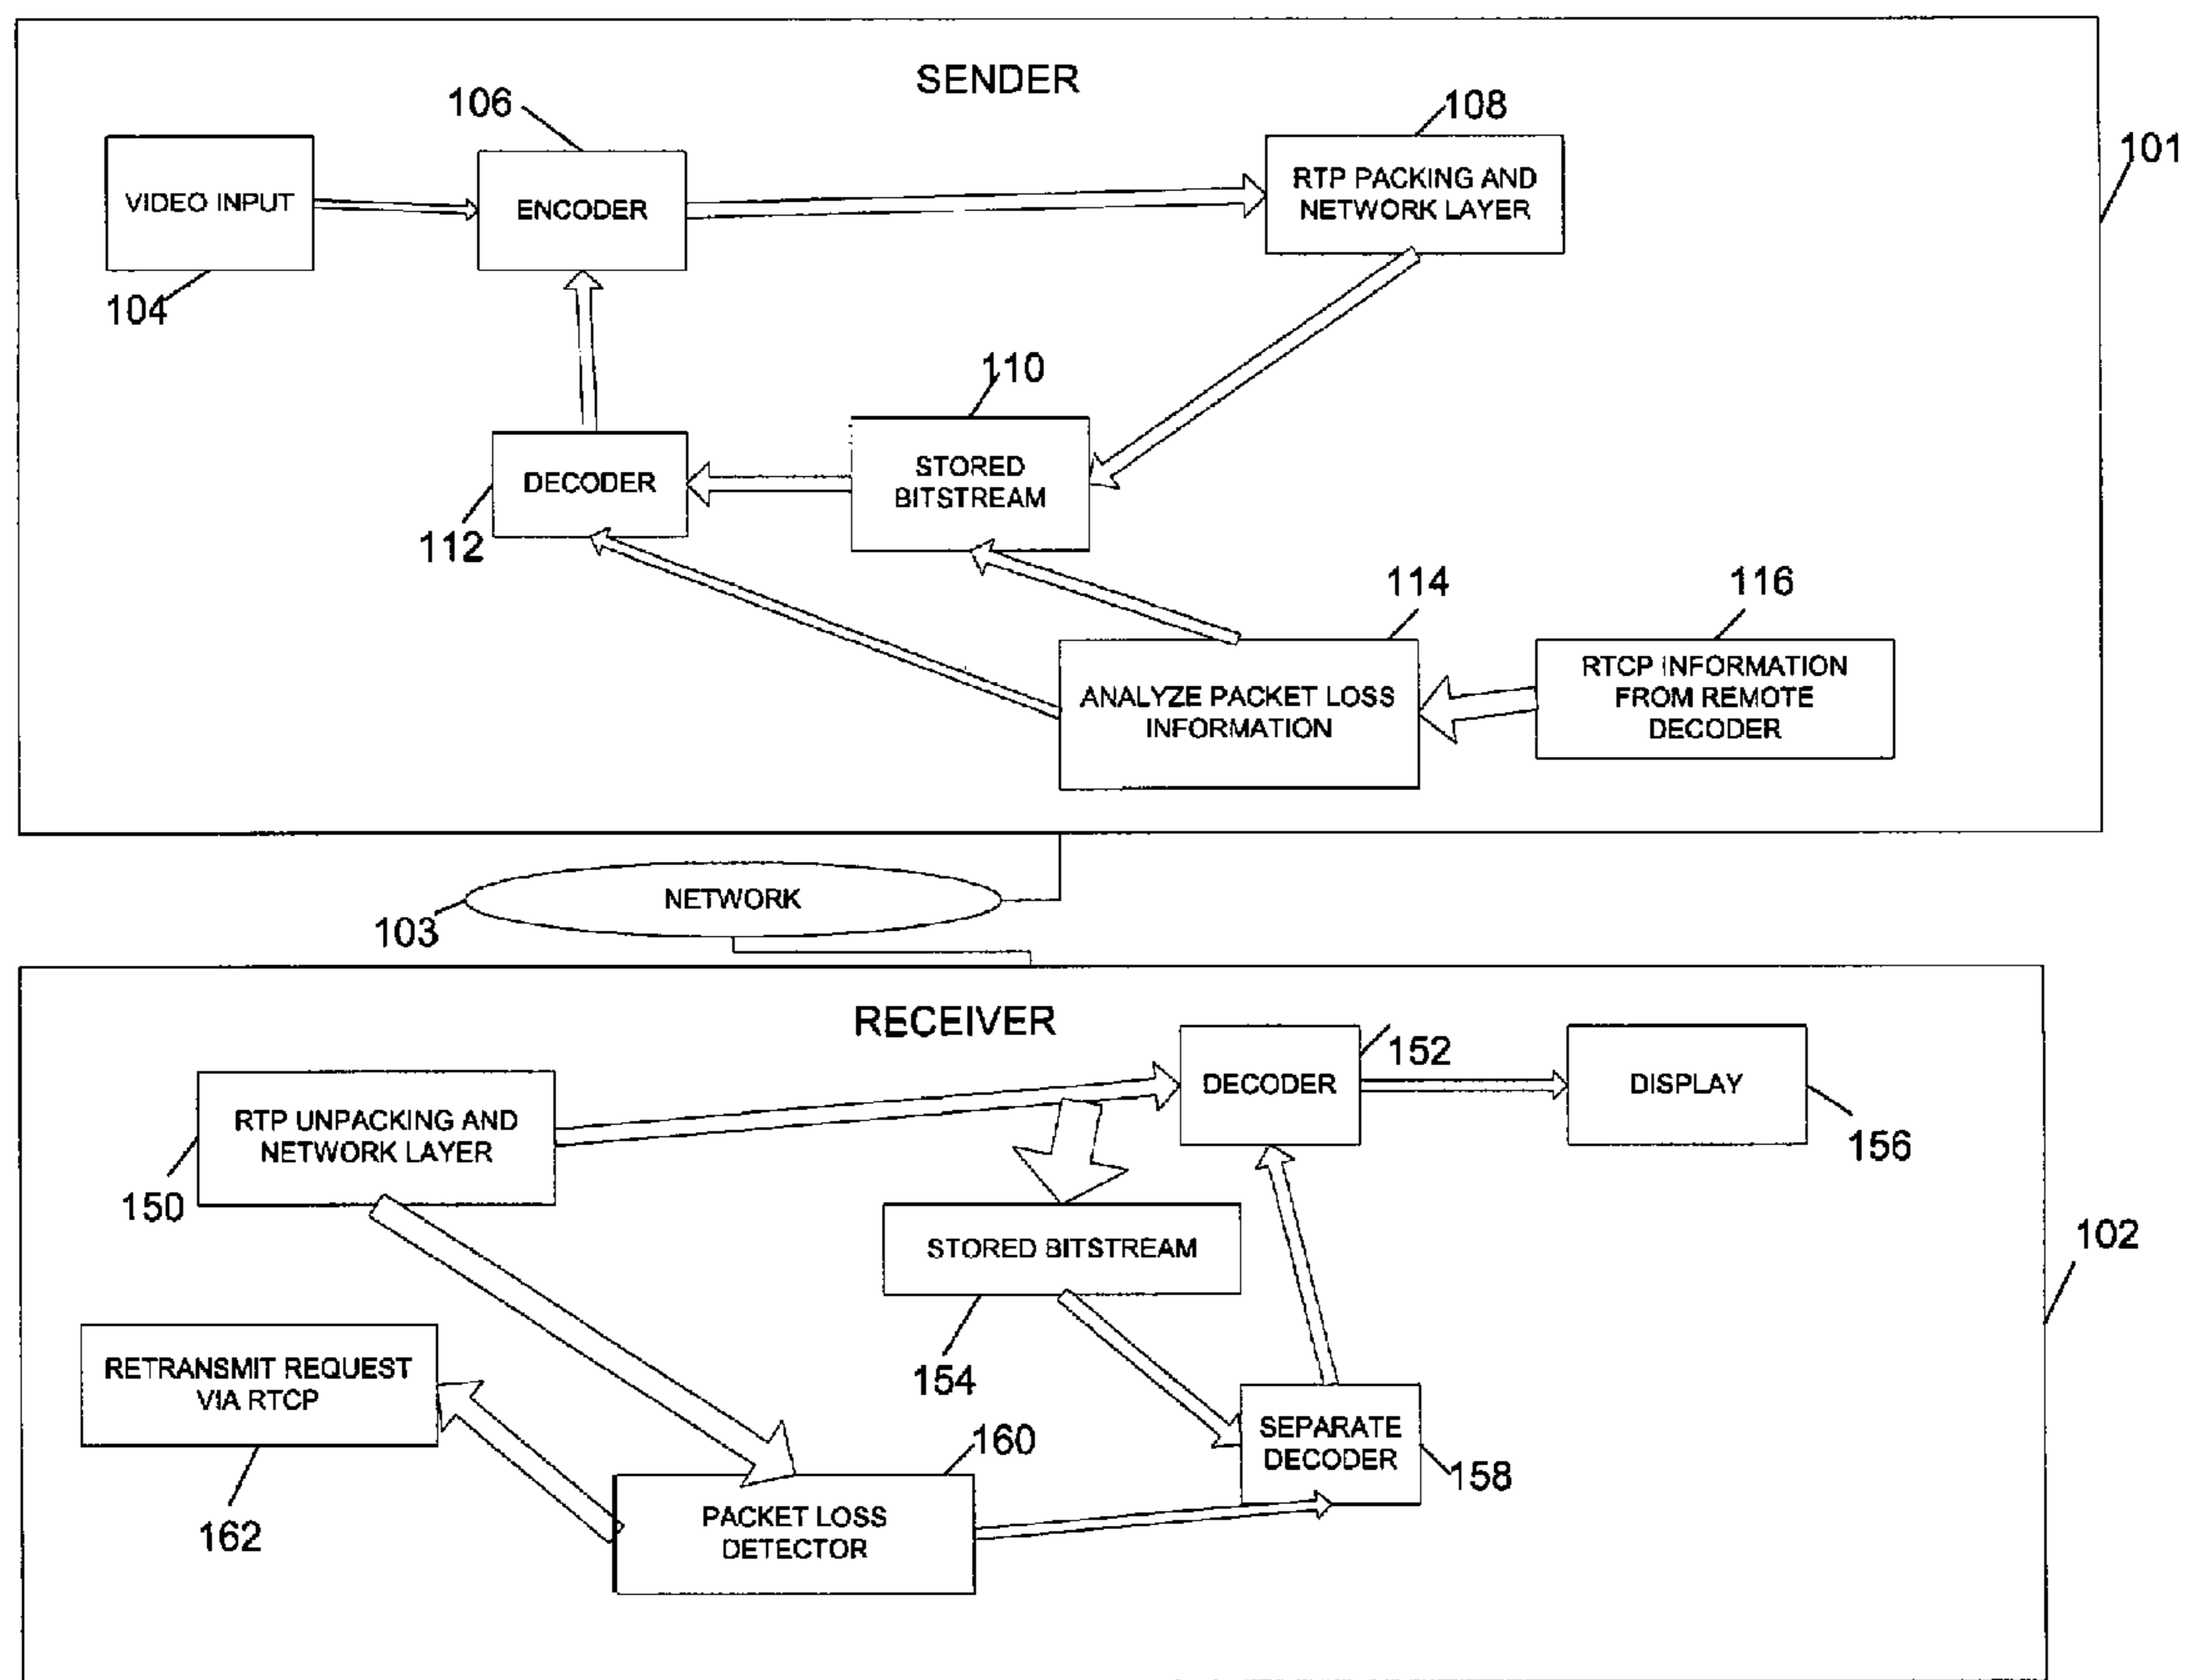 SENDER
106
108
101
VIDEO INPUT
ENCODER
RTP PACKING AND
NETWORK LAYER
104
110
DECODER
STORED
BITSTREAM
112
114
116
ANALYZE PACKET LOSS
INFORMATION
RTCP INFORMATION
FROM REMOTE
DECODER
NETWORK
103
RECEIVER
RTP UNPACKING AND
NETWORK LAYER
DECODER
152
DISPLAY
150
156
STORED BITSTREAM
102
RETRANSMIT REQUEST
VIA RTCP
154
SEPARATE
DECODER
160
158
162
PACKET LOSS
DETECTOR